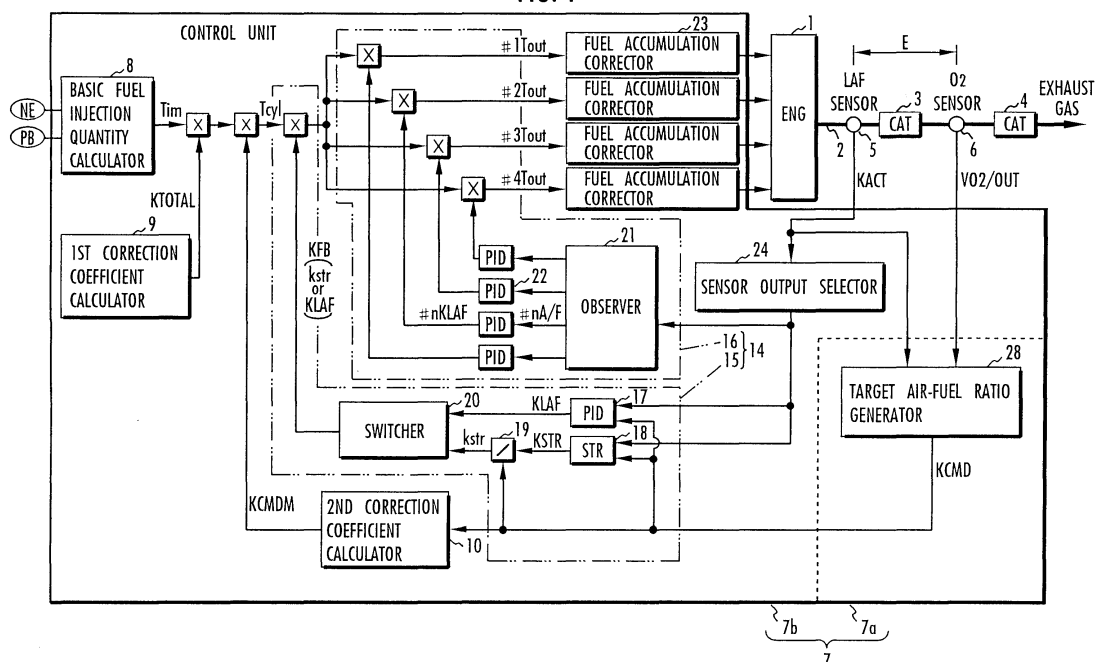 CONTROL UNIT
23
1
E
8
BASIC FUEL
INJECTION
QUANTITY
CALCULATOR
NE
PB
Tim
X
X
Tcyl
X
X
X
X
X
#1Tout
#2Tout
#3Tout
#4Tout
FUEL ACCUMULATION
CORRECTOR
FUEL ACCUMULATION
CORRECTOR
FUEL ACCUMULATION
CORRECTOR
FUEL ACCUMULATION
CORRECTOR
ENG
LAF
SENSOR
3
CAT
O2
SENSOR
4
CAT
EXHAUST
GAS
2
5
6
KACT
VO2/OUT
KTOTAL
9
1ST CORRECTION
COEFFICIENT
CALCULATOR
KFB
(kstr
or
KLAF)
PID
PID
PID
PID
22
#nKLAF
#nA/F
21
OBSERVER
24
SENSOR OUTPUT SELECTOR
16
15
14
28
TARGET AIR-FUEL RATIO
GENERATOR
20
SWITCHER
KLAF
PID
17
kstr
19
/
KSTR
STR
18
KCMD
KCMDM
2ND CORRECTION
COEFFICIENT
CALCULATOR
10
7b
7a
7